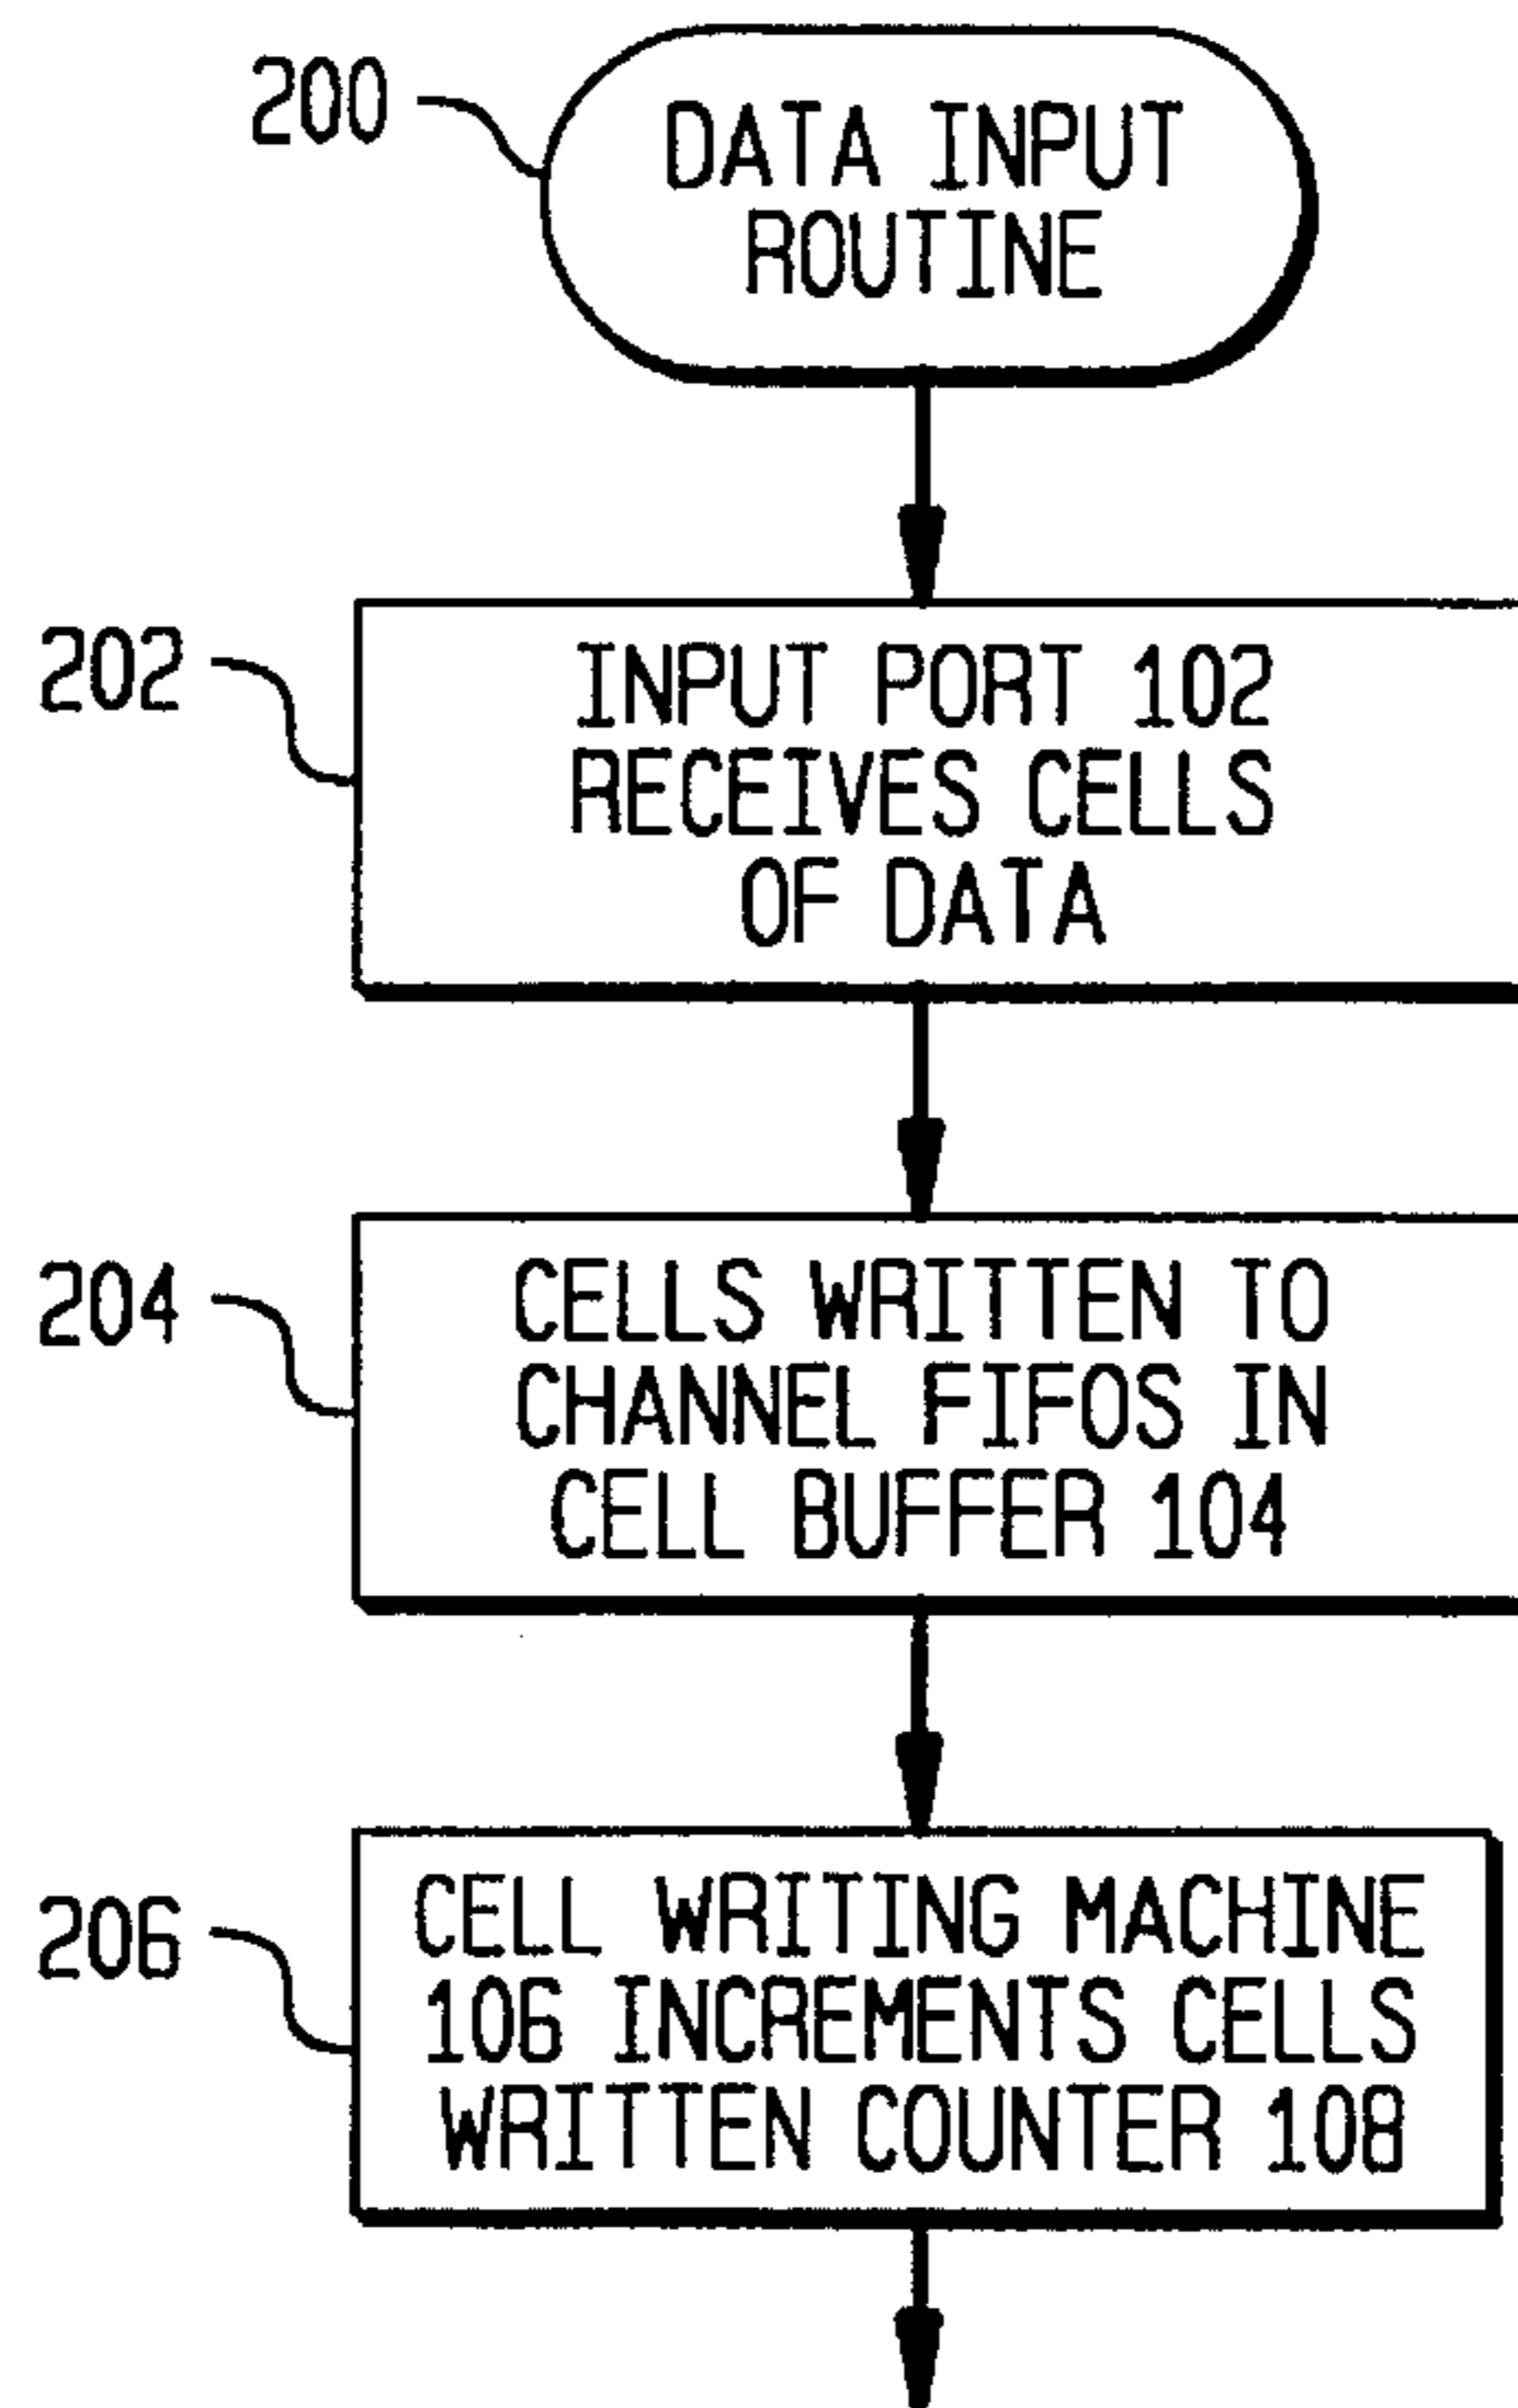 200
DATA INPUT
ROUTINE
202
INPUT PORT 102
RECEIVES CELLS
OF DATA
204
CELLS WRITTEN TO
CHANNEL FIFOS IN
CELL BUFFER 104
206
CELL WRITING MACHINE
106 INCREMENTS CELLS
WRITTEN COUNTER 108